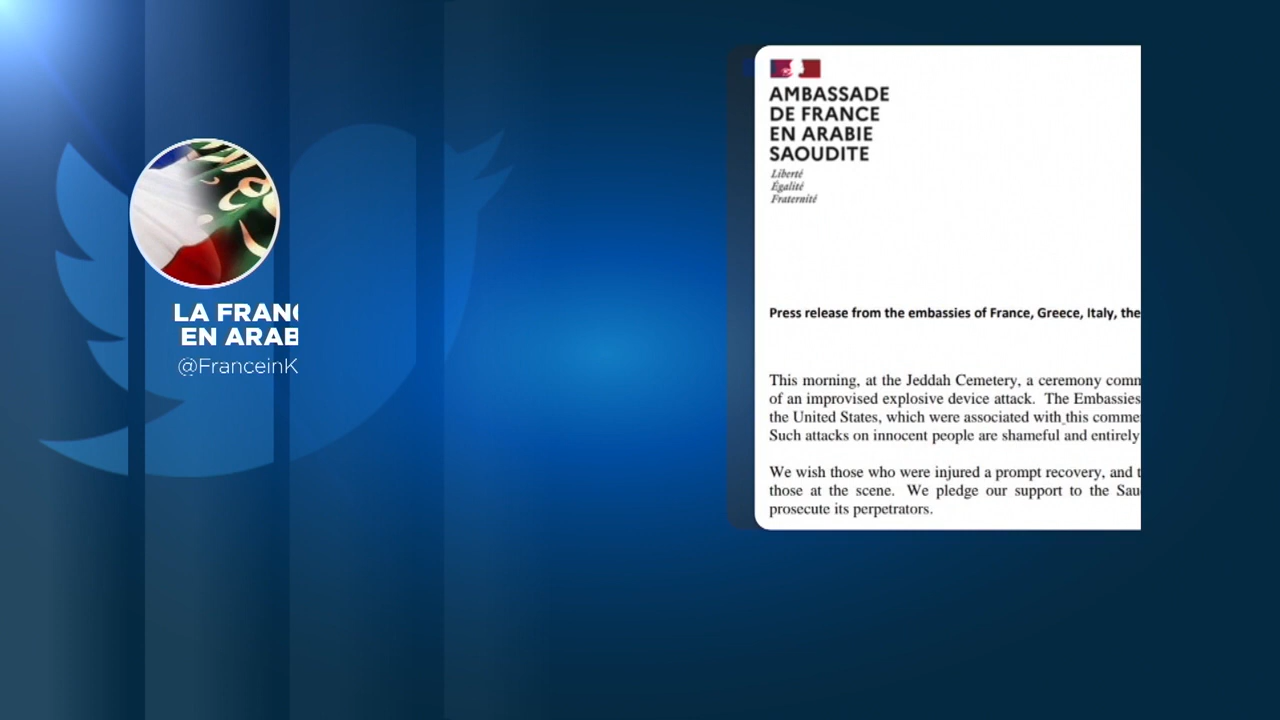 LA FRANC
EN ARAB
@FranceinK
AMBASSADE
DE FRANCE
EN ARABIE
SAOUDITE
Liberté
Égalité
Fraternité
Press release from the embassies of France, Greece, Italy, the
This morning, at the Jeddah Cemetery, a ceremony comm
of an improvised explosive device attack. The Embassies
the United States, which were associated with this comme
Such attacks on innocent people are shameful and entirely
We wish those who were injured a prompt recovery, and t
those at the scene. We pledge our support to the Sau
prosecute its perpetrators.